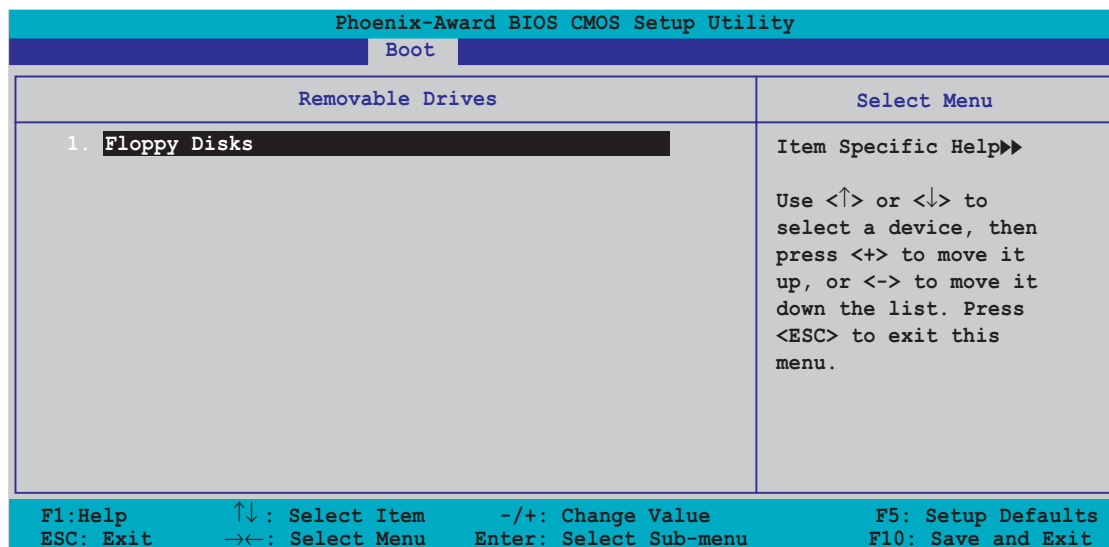 Phoenix-Award BIOS CMOS Setup Utility
Boot
Removable Drives
Select Menu
1. Floppy Disks
Item Specific Help▶▶
Use <↑> or <↓> to
select a device, then
press <+> to move it
up, or <-> to move it
down the list. Press
<ESC> to exit this
menu.
F1:Help ↑↓: Select Item -/+: Change Value F5: Setup Defaults
ESC: Exit →←: Select Menu Enter: Select Sub-menu F10: Save and Exit